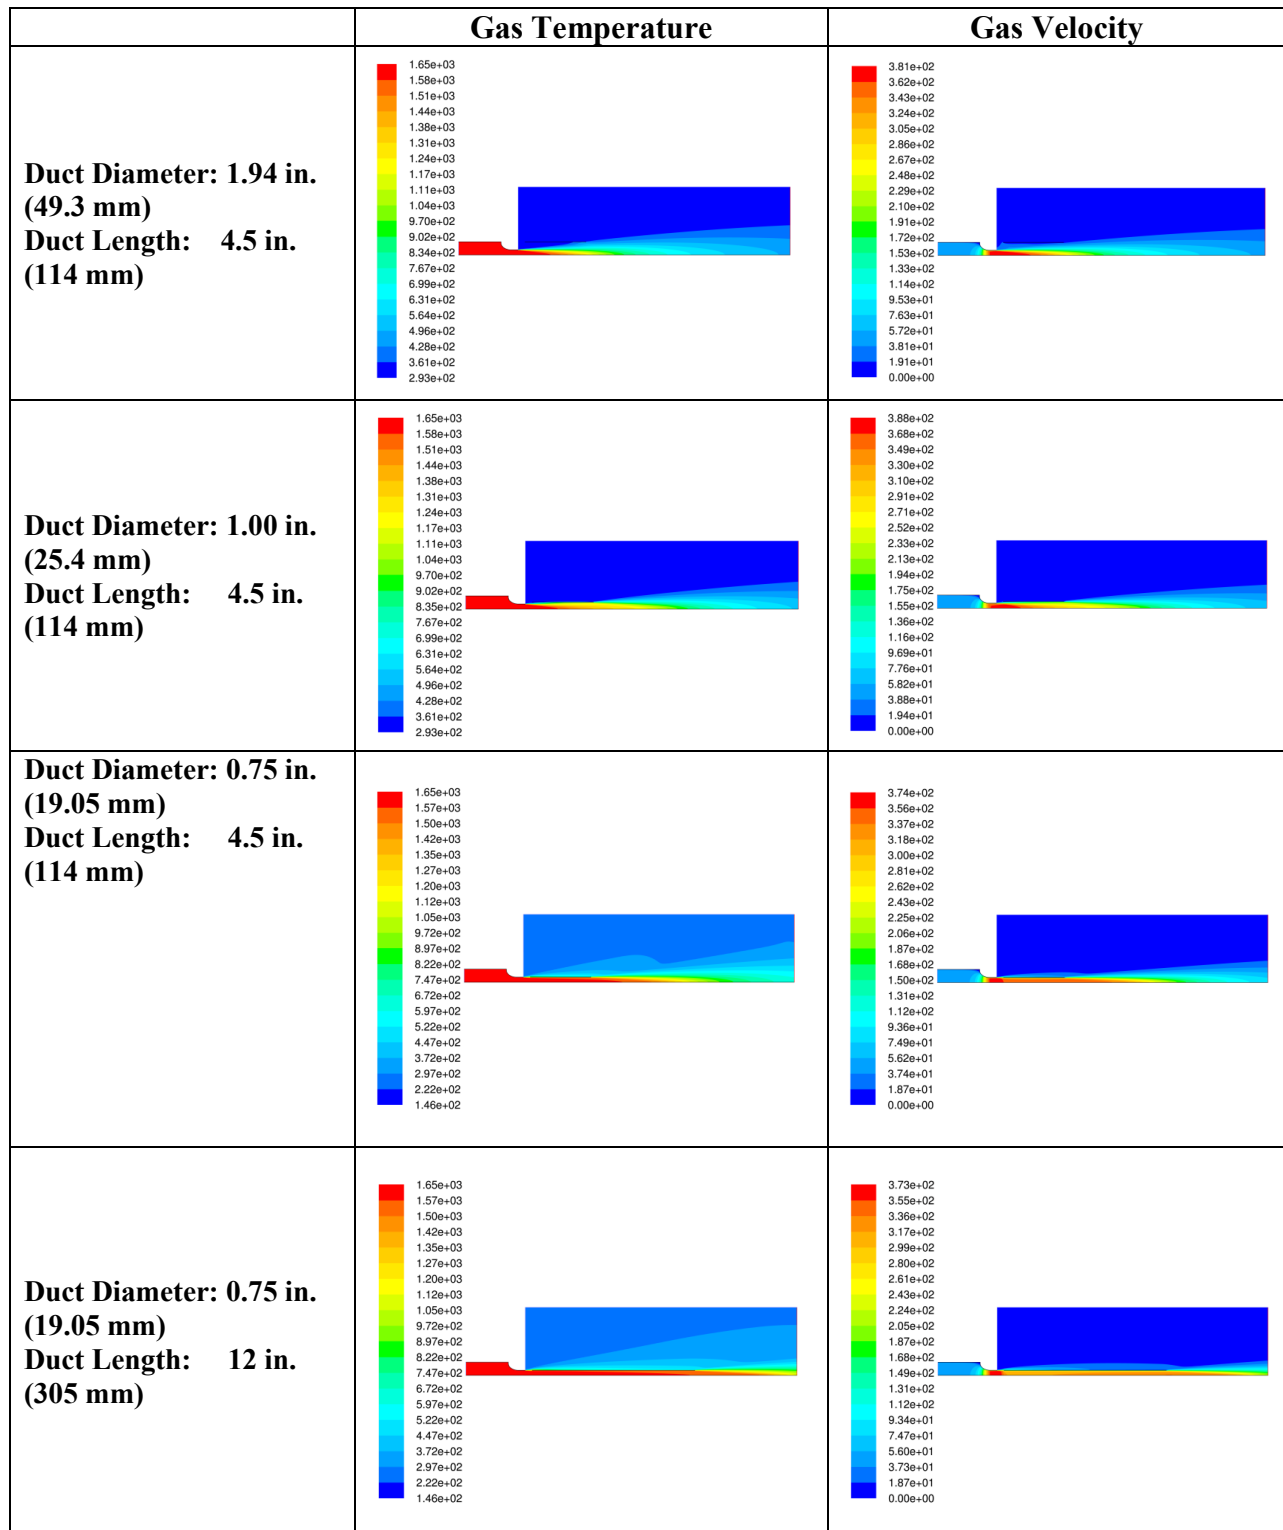 Gas Temperature
Gas Velocity
Duct Diameter: 1.94 in.
(49.3 mm)
Duct Length: 4.5 in.
(114 mm)
1.65e+03
1.58e+03
1.51e+03
1.44e+03
1.38e+03
1.31e+03
1.24e+03
1.17e+03
1.11e+03
1.04e+03
9.70e+02
9.02e+02
8.34e+02
7.67e+02
6.99e+02
6.31e+02
5.64e+02
4.96e+02
4.28e+02
3.61e+02
2.93e+02
3.81e+02
3.62e+02
3.43e+02
3.24e+02
3.05e+02
2.86e+02
2.67e+02
2.48e+02
2.29e+02
2.10e+02
1.91e+02
1.72e+02
1.53e+02
1.33e+02
1.14e+02
9.53e+01
7.63e+01
5.72e+01
3.81e+01
1.91e+01
0.00e+00
Duct Diameter: 1.00 in.
(25.4 mm)
Duct Length: 4.5 in.
(114 mm)
1.65e+03
1.58e+03
1.51e+03
1.44e+03
1.38e+03
1.31e+03
1.24e+03
1.17e+03
1.11e+03
1.04e+03
9.70e+02
9.02e+02
8.35e+02
7.67e+02
6.99e+02
6.31e+02
5.64e+02
4.96e+02
4.28e+02
3.61e+02
2.93e+02
3.88e+02
3.68e+02
3.49e+02
3.30e+02
3.10e+02
2.91e+02
2.71e+02
2.52e+02
2.33e+02
2.13e+02
1.94e+02
1.75e+02
1.55e+02
1.36e+02
1.16e+02
9.69e+01
7.76e+01
5.82e+01
3.88e+01
1.94e+01
0.00e+00
Duct Diameter: 0.75 in.
(19.05 mm)
Duct Length: 4.5 in.
(114 mm)
1.65e+03
1.57e+03
1.50e+03
1.42e+03
1.35e+03
1.27e+03
1.20e+03
1.12e+03
1.05e+03
9.72e+02
8.97e+02
8.22e+02
7.47e+02
6.72e+02
5.97e+02
5.22e+02
4.47e+02
3.72e+02
2.97e+02
2.22e+02
1.46e+02
3.74e+02
3.56e+02
3.37e+02
3.18e+02
3.00e+02
2.81e+02
2.62e+02
2.43e+02
2.25e+02
2.06e+02
1.87e+02
1.68e+02
1.50e+02
1.31e+02
1.12e+02
9.36e+01
7.49e+01
5.62e+01
3.74e+01
1.87e+01
0.00e+00
Duct Diameter: 0.75 in.
(19.05 mm)
Duct Length: 12 in.
(305 mm)
1.65e+03
1.57e+03
1.50e+03
1.42e+03
1.35e+03
1.27e+03
1.20e+03
1.12e+03
1.05e+03
9.72e+02
8.97e+02
8.22e+02
7.47e+02
6.72e+02
5.97e+02
5.22e+02
4.47e+02
3.72e+02
2.97e+02
2.22e+02
1.46e+02
3.73e+02
3.55e+02
3.36e+02
3.17e+02
2.99e+02
2.80e+02
2.61e+02
2.43e+02
2.24e+02
2.05e+02
1.87e+02
1.68e+02
1.49e+02
1.31e+02
1.12e+02
9.34e+01
7.47e+01
5.60e+01
3.73e+01
1.87e+01
0.00e+00